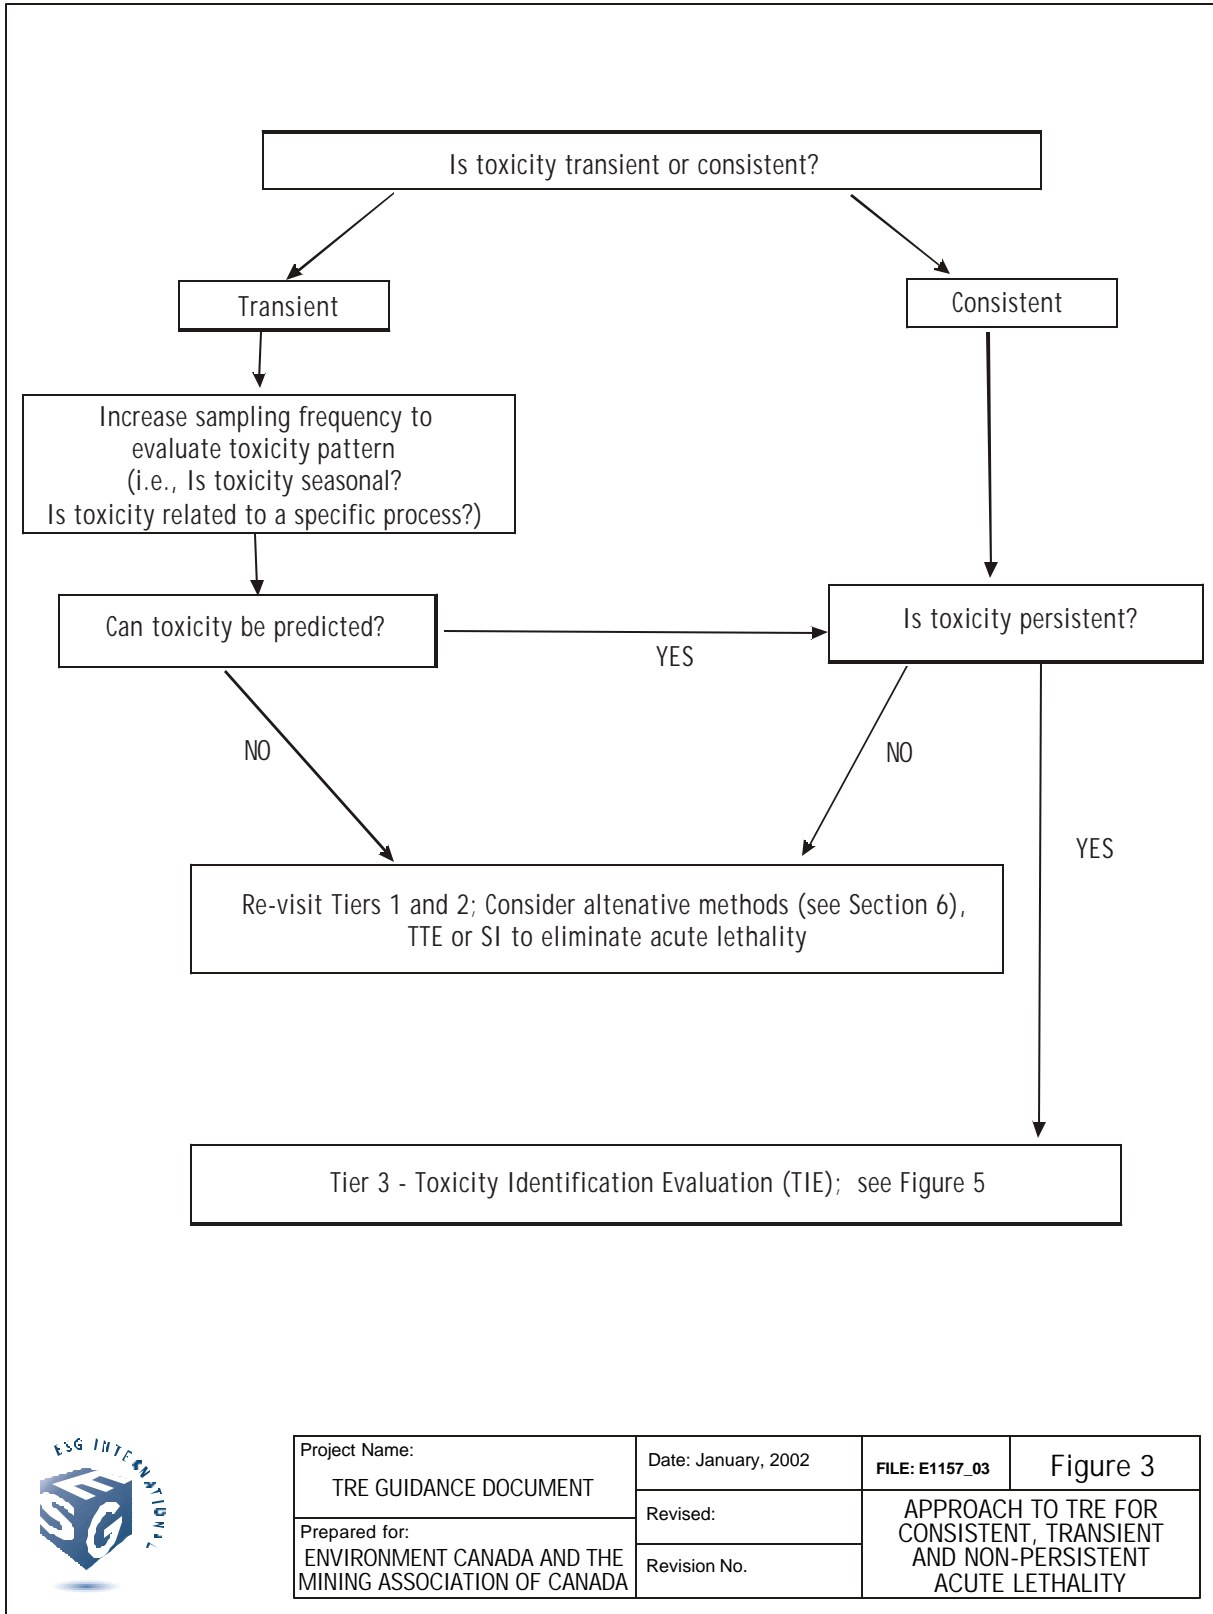 Is toxicity transient or consistent?
Transient
Consistent
Increase sampling frequency to
evaluate toxicity pattern
(i.e., Is toxicity seasonal?
Is toxicity related to a specific process?)
Can toxicity be predicted?
YES
Is toxicity persistent?
NO
NO
YES
Re-visit Tiers 1 and 2; Consider altenative methods (see Section 6),
TTE or SI to eliminate acute lethality
Tier 3 - Toxicity Identification Evaluation (TIE); see Figure 5
ESG INTERNATIONAL
ESG
Project Name:
TRE GUIDANCE DOCUMENT
Prepared for:
ENVIRONMENT CANADA AND THE
MINING ASSOCIATION OF CANADA
Date: January, 2002
Revised:
Revision No.
FILE: E1157_03
Figure 3
APPROACH TO TRE FOR
CONSISTENT, TRANSIENT
AND NON-PERSISTENT
ACUTE LETHALITY